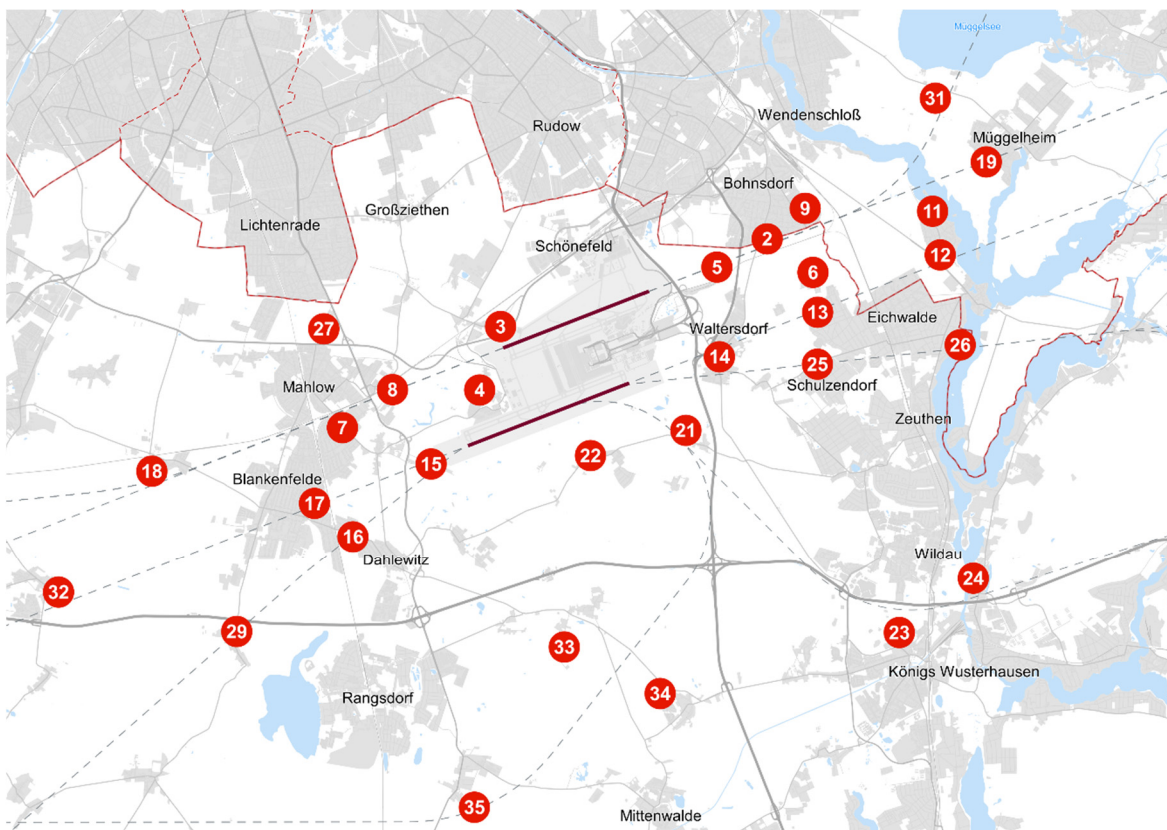 Müggelsee
31
Wendenschloß
Rudow
Müggelheim
19
Bohnsdorf
Großziethen
9
11
Lichtenrade
2
Schönefeld
12
5
6
13
Eichwalde
27
3
Waltersdorf
26
14
25
Mahlow
8
4
Schulzendorf
7
Zeuthen
21
22
15
18
Blankenfelde
17
16
Dahlewitz
Wildau
24
32
29
23
33
Königs Wusterhausen
34
Rangsdorf
35
Mittenwalde